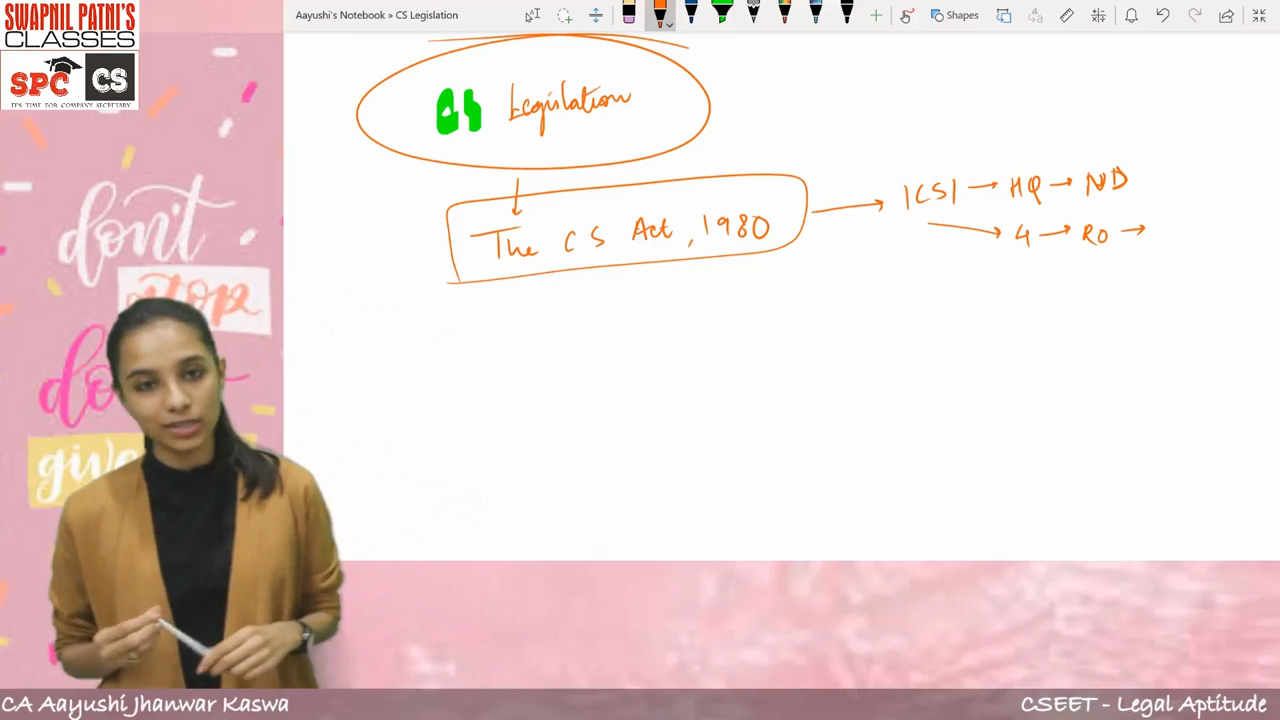 SWAPNIL PATNI'S
CLASSES
SPC CS
IT'S TIME FOR COMPANY SECRETARY
Aayushi's Notebook » CS Legislation
Shapes
CS Legislation
The CS Act, 1980
ICSI → HQ → ND
→ 4 → RO →
don't
stop
give
CA Aayushi Jhanwar Kaswa
CSEET - Legal Aptitude